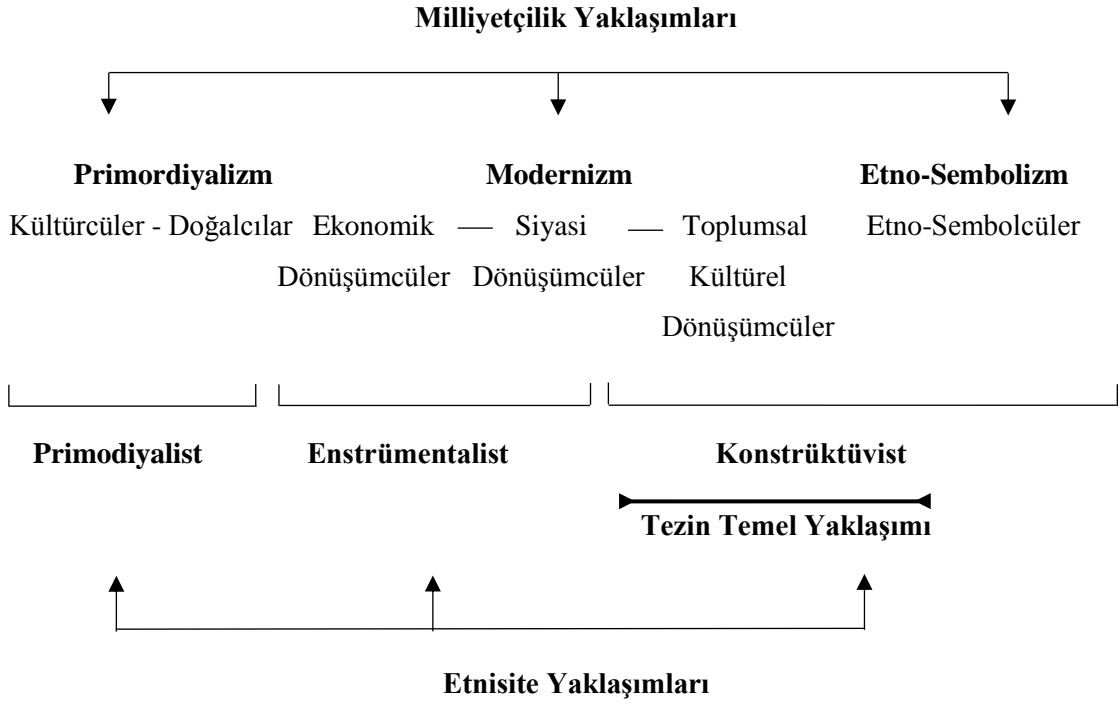 Milliyetçilik Yaklaşımları
Primordiyalizm Modernizm Etno-Sembolizm
Kültürcüler - Doğalcılar Ekonomik — Siyasi — Toplumsal Etno-Sembolcüler
Dönüşümcüler Dönüşümcüler Kültürel
Dönüşümcüler
Primodiyalist Enstrümentalist Konstrüktüvist
Tezin Temel Yaklaşımı
Etnisite Yaklaşımları